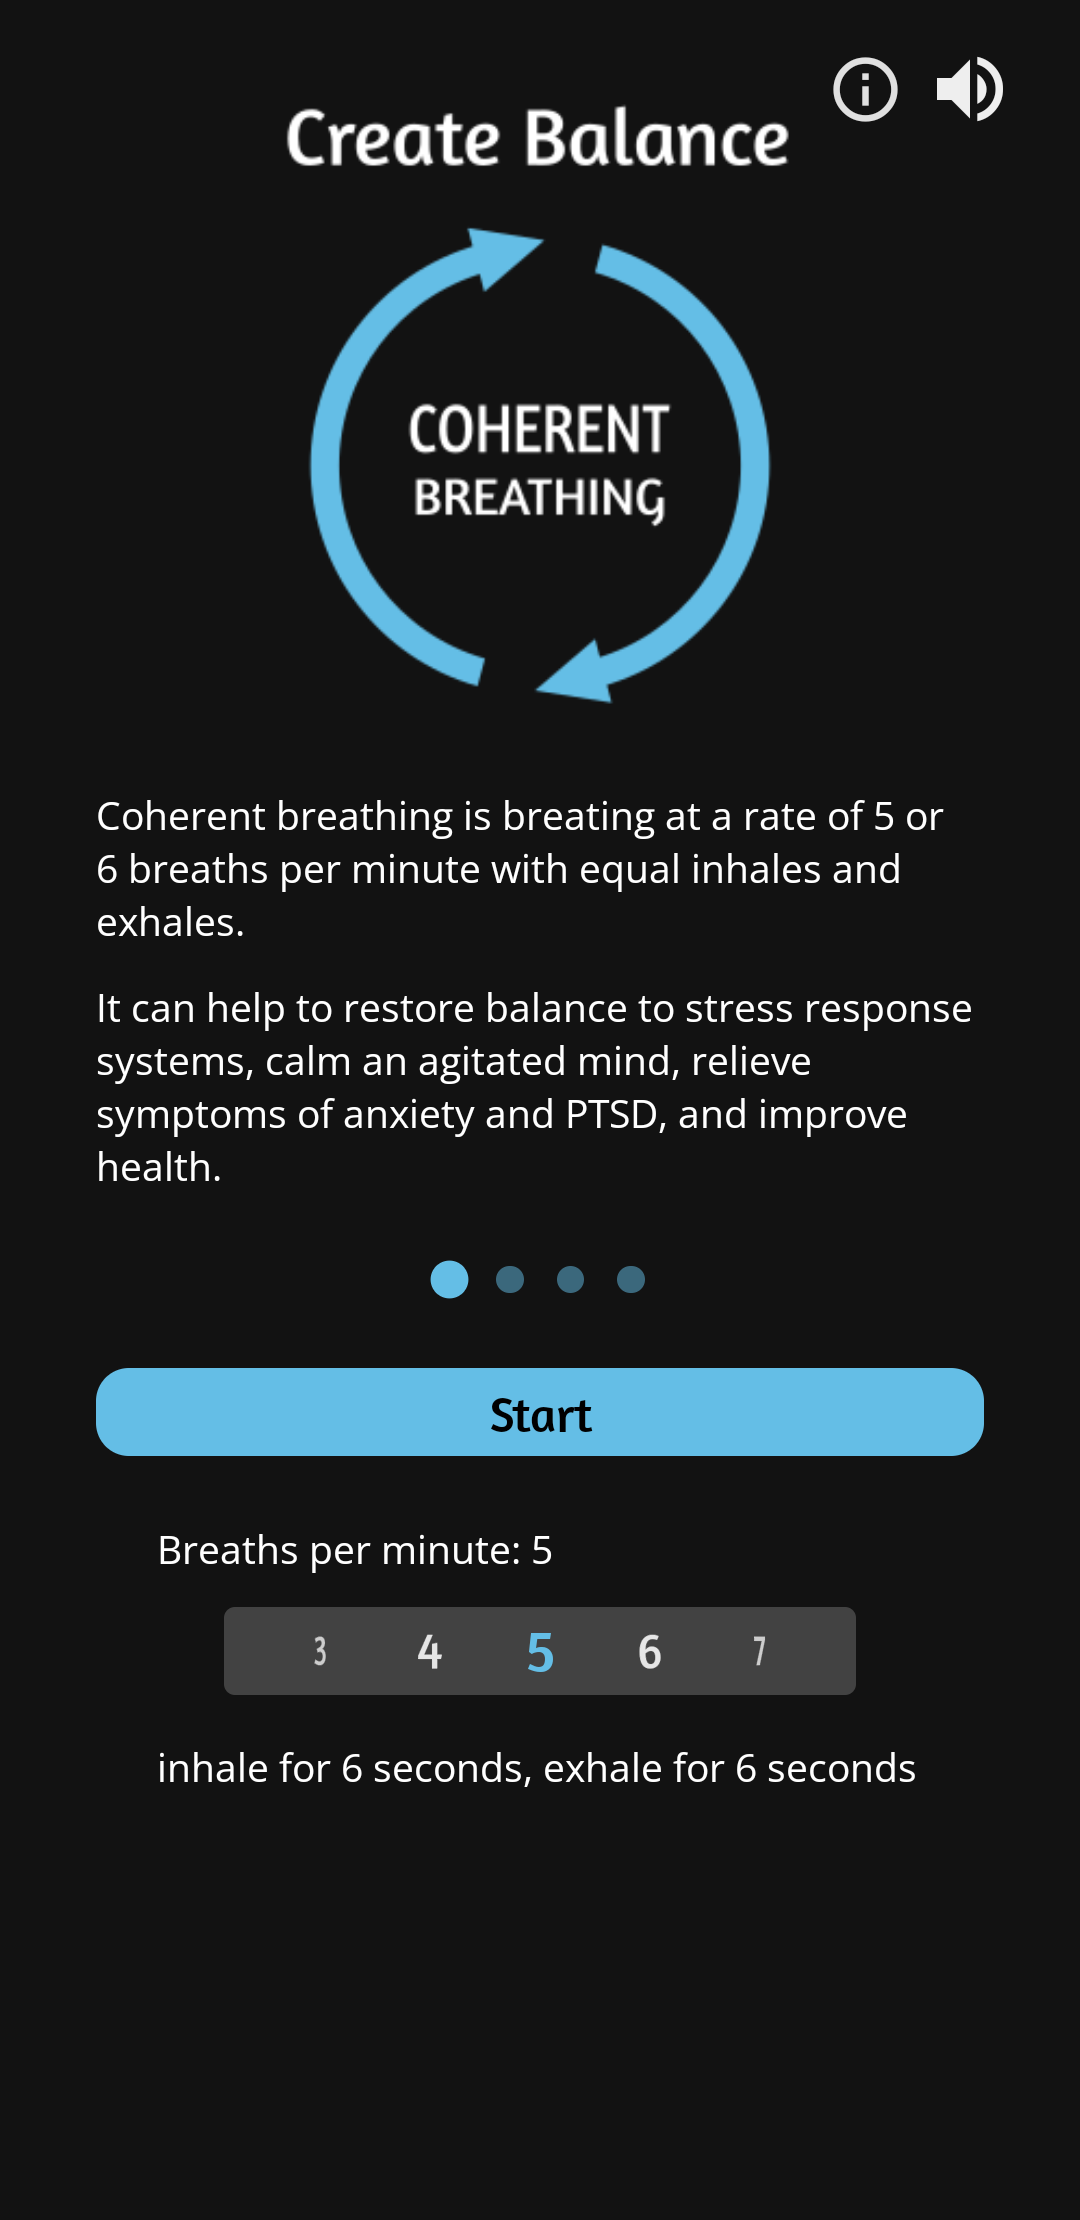 Create Balance
COHERENT
BREATHING
Coherent breathing is breating at a rate of 5 or
6 breaths per minute with equal inhales and
exhales.
It can help to restore balance to stress response
systems, calm an agitated mind, relieve
symptoms of anxiety and PTSD, and improve
health.
Start
Breaths per minute: 5
3 4 5 6 7
inhale for 6 seconds, exhale for 6 seconds